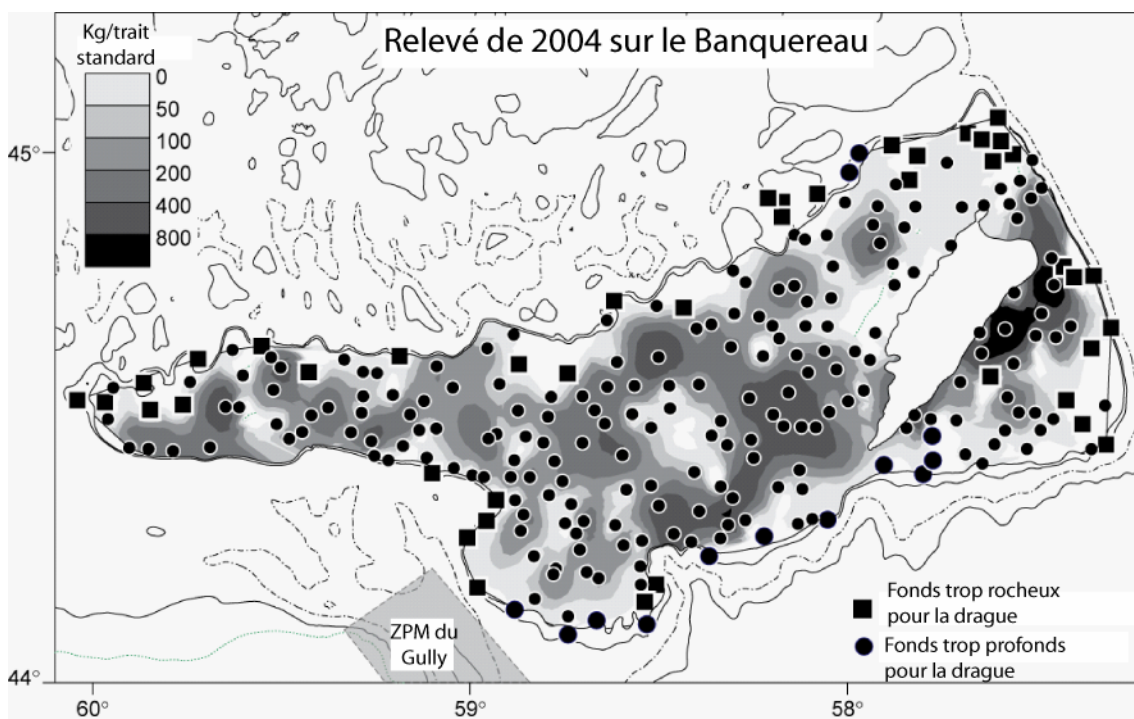 Kg/trait
standard
Relevé de 2004 sur le Banquereau
0
50
100
200
400
800
45°
ZPM du
Gully
Fonds trop rocheux
pour la drague
Fonds trop profonds
pour la drague
44°
60°
59°
58°